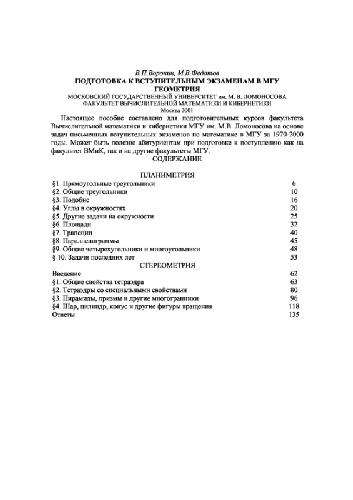 В.П Воронин, М.В.Федотов
ПОДГОТОВКА К ВСТУПИТЕЛЬНЫМ ЭКЗАМЕНАМ В МГУ
ГЕОМЕТРИЯ
МОСКОВСКИЙ ГОСУДАРСТВЕННЫЙ УНИВЕРСИТЕТ им. М. В. ЛОМОНОСОВА
ФАКУЛЬТЕТ ВЫЧИСЛИТЕЛЬНОЙ МАТЕМАТИКИ И КИБЕРНЕТИКИ
Москва 2001
Настоящее пособие составлено для подготовительных курсов факультета
Вычислительной математики и кибернетики МГУ им. М.В. Ломоносова на основе
задач письменных вступительных экзаменов по математике в МГУ за 1970-2000
годы. Может быть полезно абитуриентам при подготовке к поступлению как на
факультет ВМиК, так и на другие факультеты МГУ.
СОДЕРЖАНИЕ
ПЛАНИМЕТРИЯ
§1. Прямоугольные треугольники 6
§2. Общие треугольники 10
§3. Подобие 16
§4. Углы в окружностях 20
§5. Другие задачи на окружности 25
§6. Площади 32
§7. Трапеции 40
§8. Параллелограммы 45
§9. Общие четырехугольники и многоугольники 48
§ 10. Задачи последних лет 53
СТЕРЕОМЕТРИЯ
Введение 62
§1. Общие свойства тетраэдра 63
§2. Тетраэдры со специальными свойствами 80
§3. Пирамиды, призмы и другие многогранники 96
§4. Шар, цилиндр, конус и другие фигуры вращения 118
Ответы 135